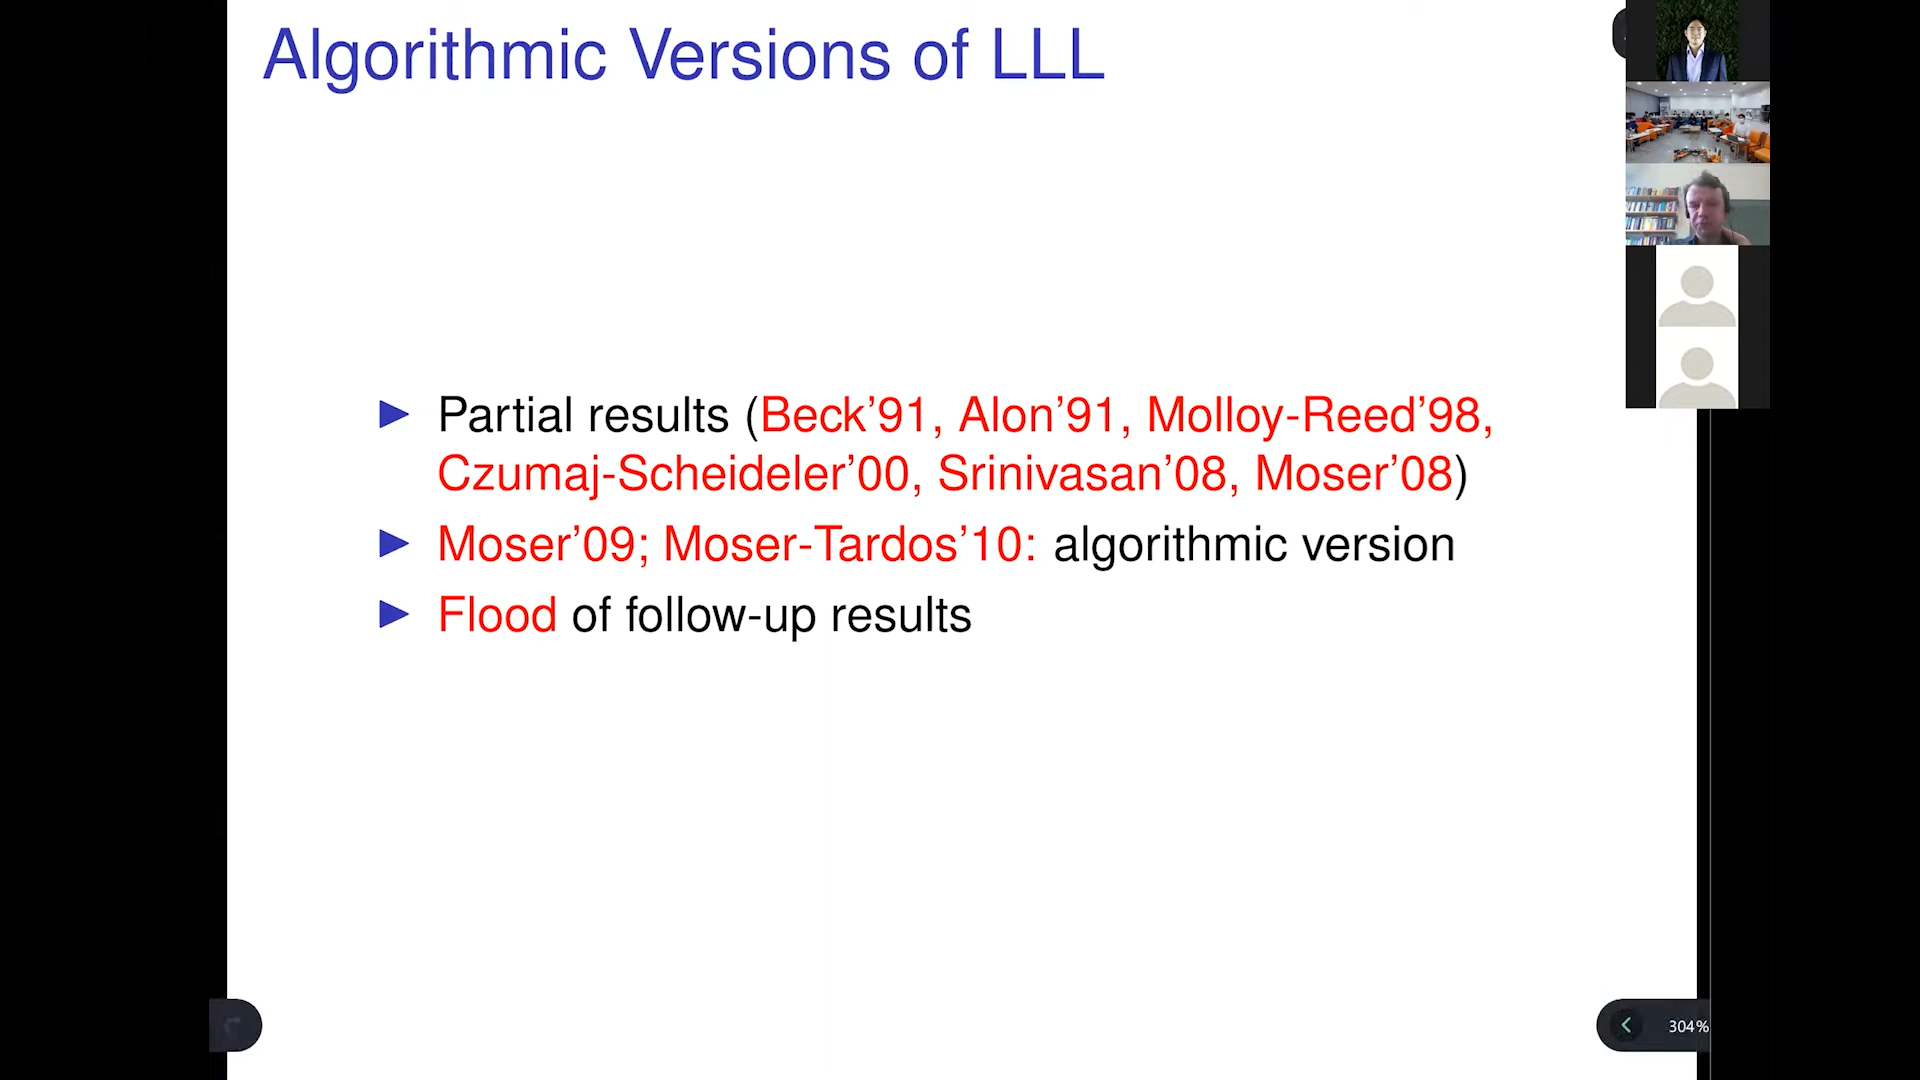 Algorithmic Versions of LLL
▶ Partial results (Beck'91, Alon'91, Molloy-Reed'98,
Czumaj-Scheideler'00, Srinivasan'08, Moser'08)
▶ Moser'09; Moser-Tardos'10: algorithmic version
▶ Flood of follow-up results
304%